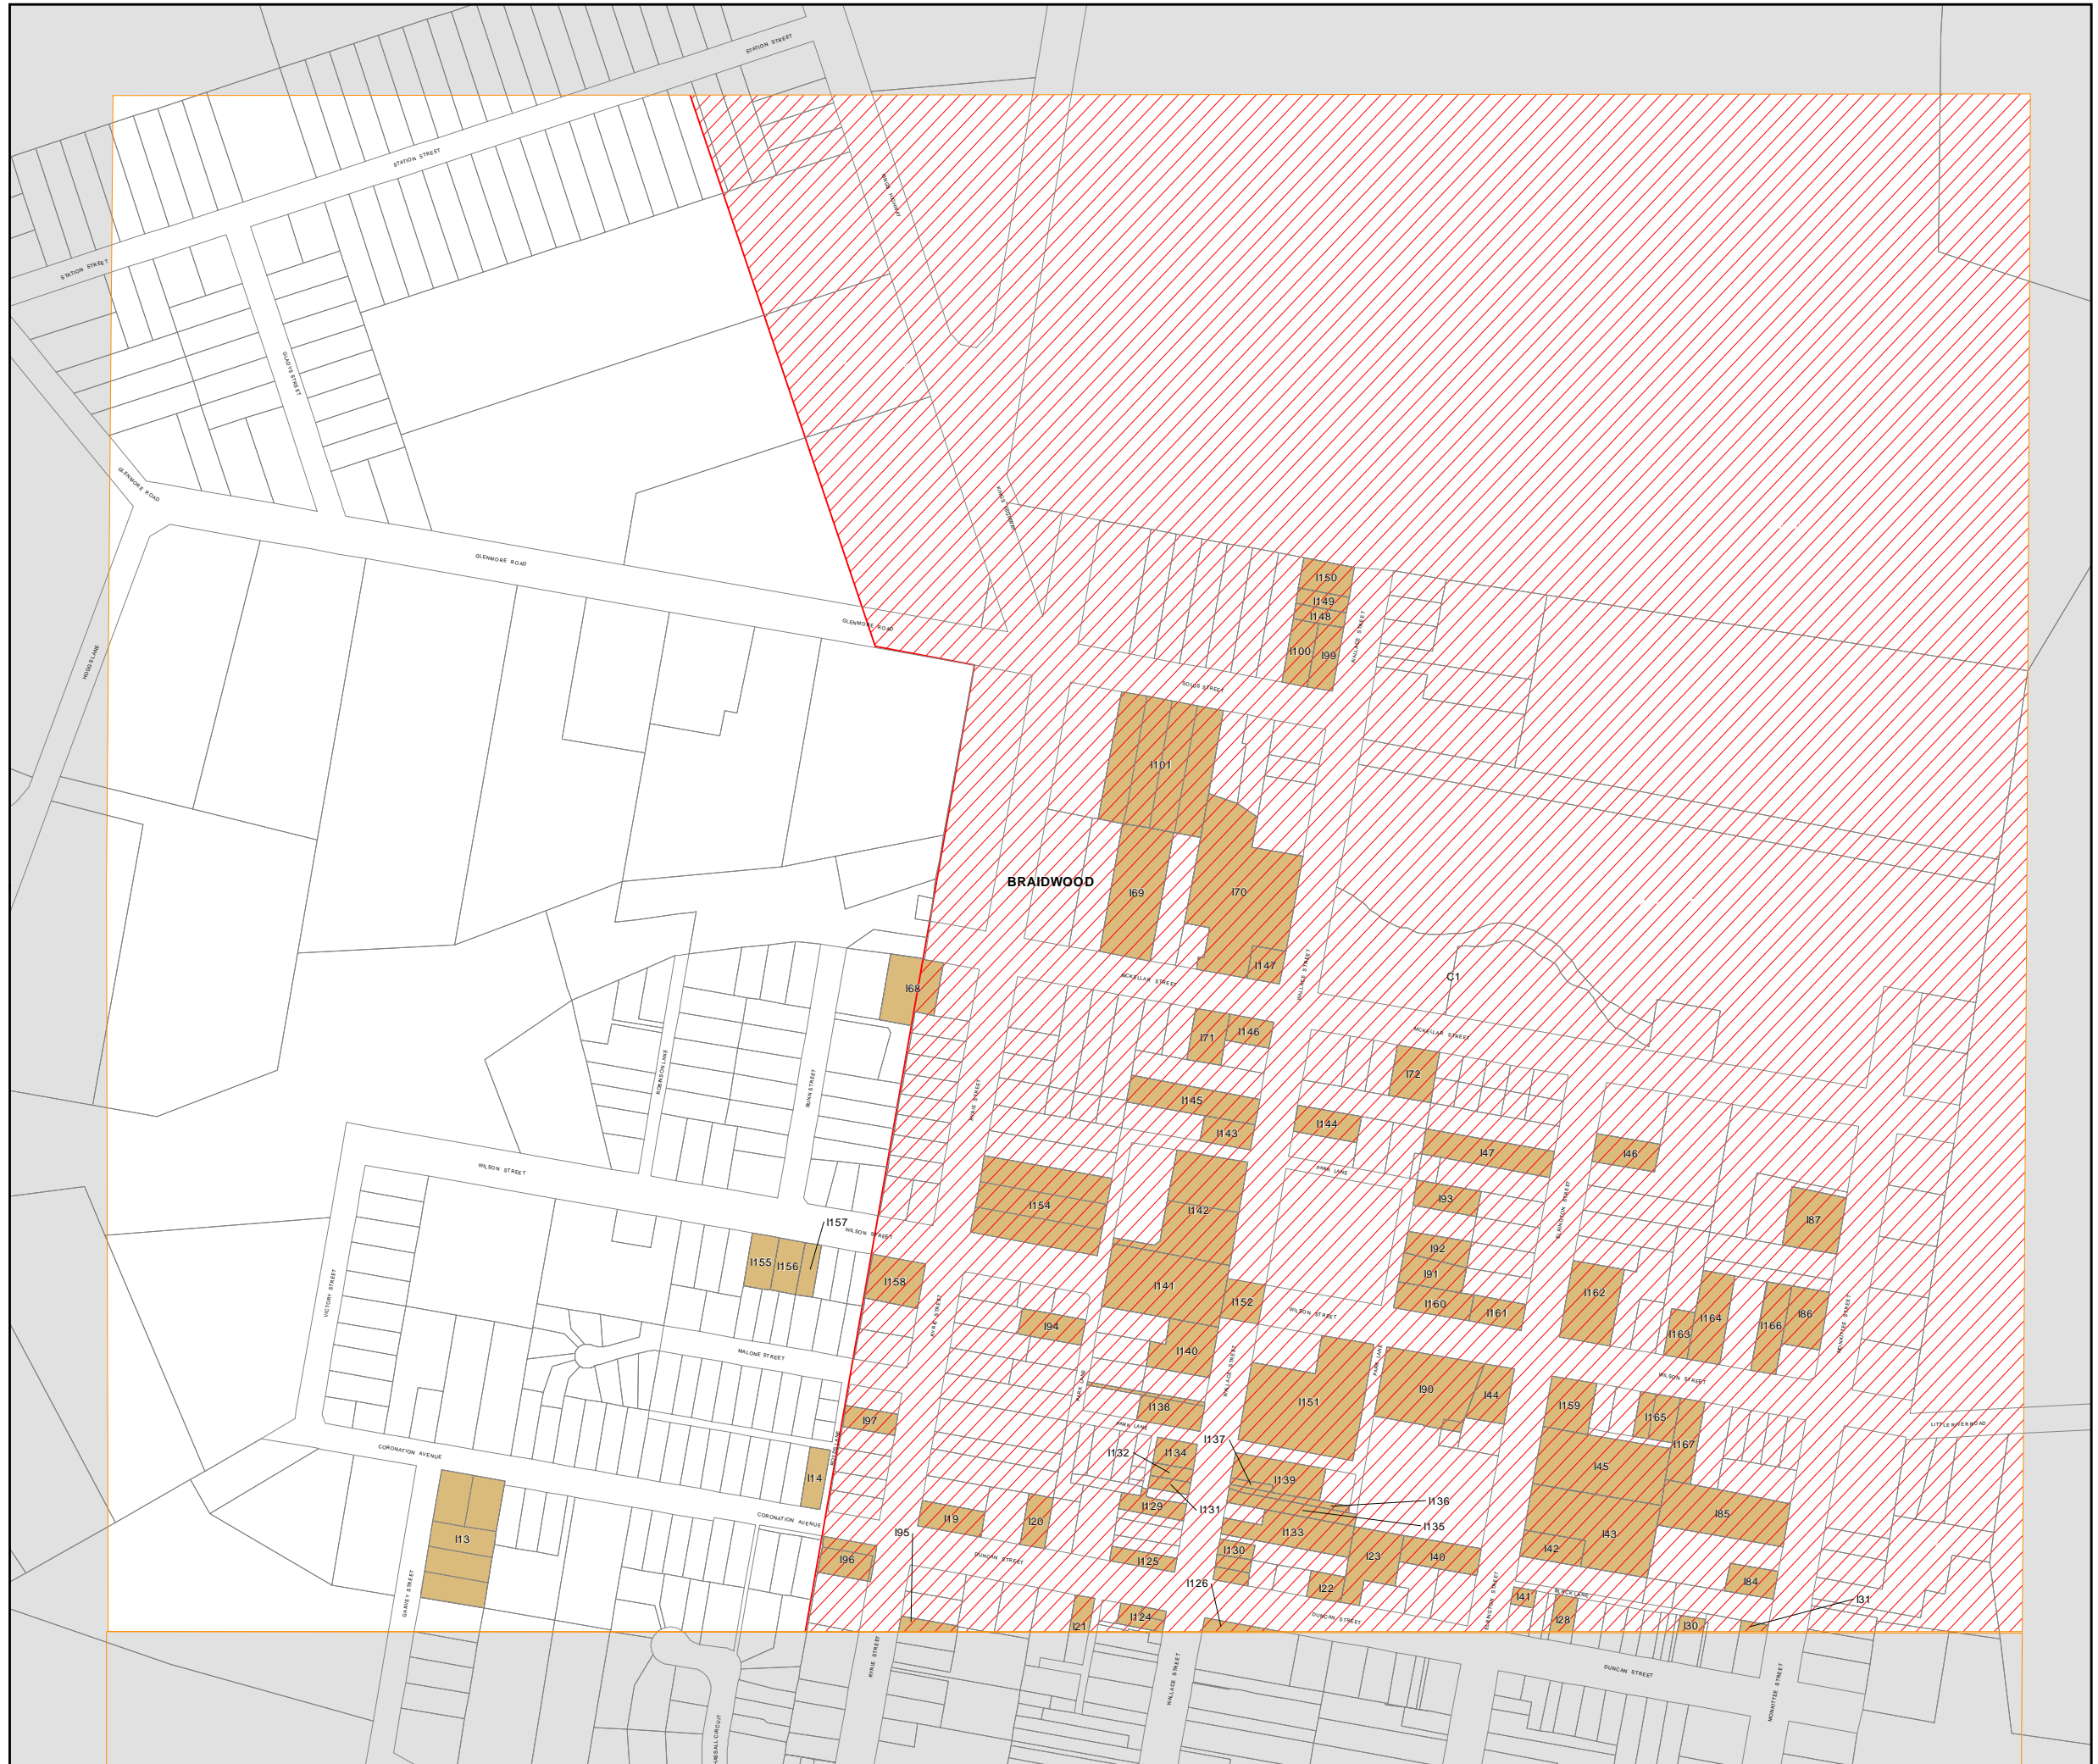 STATION STREET
STATION STREET
KINGS HIGHWAY
STATION STREET
GLADYS STREET
GLENMORE ROAD
KINGS HIGHWAY
GLENMORE ROAD
I150
I149
I148
GLENMORE ROAD
WALLACE STREET
I100
I99
HOGGS LANE
SOLUS STREET
I101
BRAIDWOOD
I69
I70
I147
C1
WALLACE STREET
MCKELLAR STREET
I68
I71
I146
MCKELLAR STREET
I72
ROBINSON LANE
BUNN STREET
RYRIE STREET
I145
I144
I143
I47
I46
WILSON STREET
PARK LANE
I93
I154
I142
ELRINGTON STREET
I87
I157
WILSON STREET
I92
I155
I156
I91
I158
I141
VICTORY STREET
I152
I160
I161
I162
RYRIE STREET
WILSON STREET
I94
I164
I86
I166
I163
MONKITTEE STREET
I140
MALONE STREET
WALLACE STREET
PARK LANE
PARK LANE
I90
I44
WILSON STREET
I151
I138
I159
I97
PARK LANE
I165
LITTLE RIVER ROAD
I137
I167
CORONATION AVENUE
I132
I134
I45
I14
I139
I136
I129
I131
I19
I20
CORONATION AVENUE
I135
I85
I95
I133
I43
I13
I130
I42
I96
DUNCAN STREET
I125
I23
I40
I126
I22
I84
GARVEY STREET
I41
BLACK LANE
I31
I21
I124
DUNCAN STREET
ELRINGTON STREET
I28
I30
RYRIE STREET
WALLACE STREET
DUNCAN STREET
MONKITTEE STREET